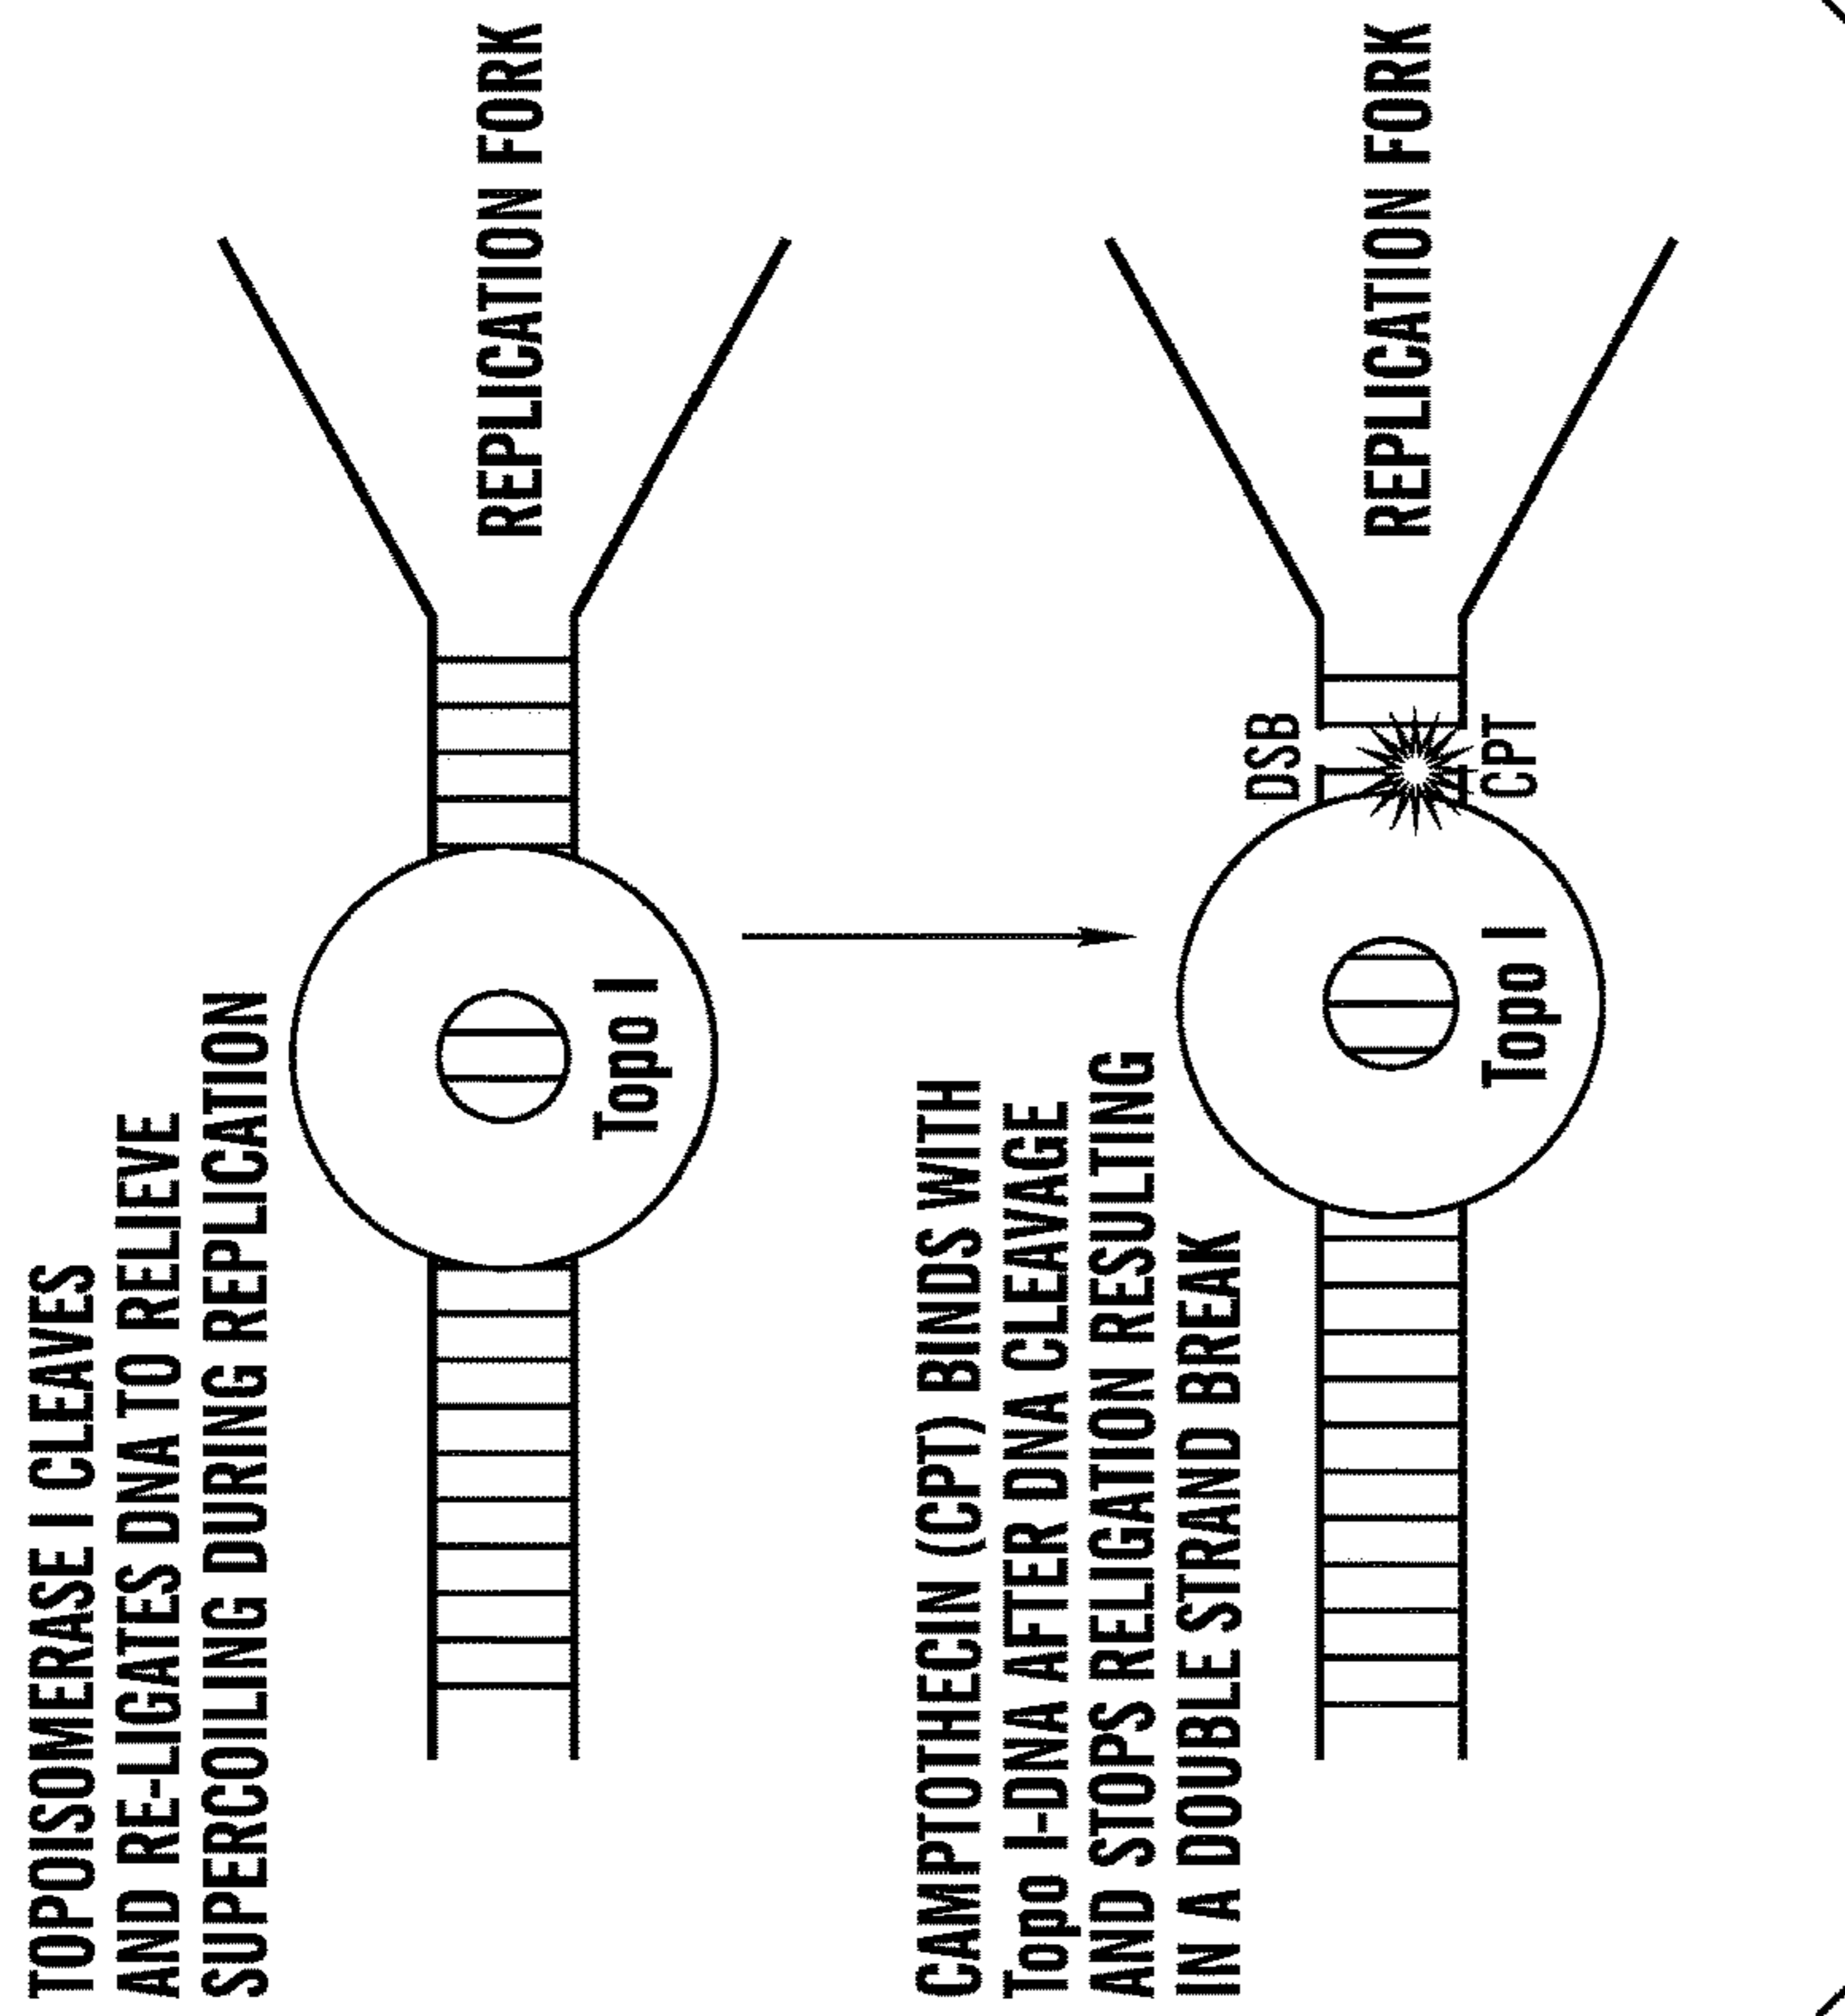 TOPOISOMERASE I CLEAVES
AND RE-LIGATES DNA TO RELIEVE
SUPERCOILING DURING REPLICATION
Topo I
REPLICATION FORK
CAMPTOTHECIN (CPT) BINDS WITH
Topo I-DNA AFTER DNA CLEAVAGE
AND STOPS RELIGATION RESULTING
IN A DOUBLE STRAND BREAK
DSB
Topo I
CPT
REPLICATION FORK